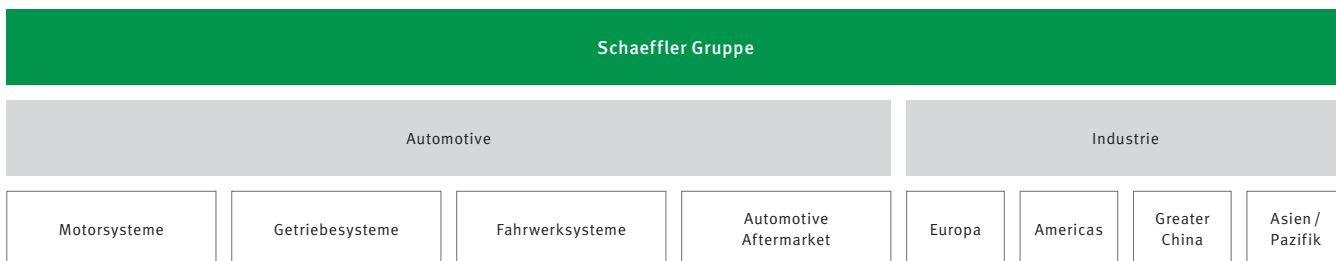 Schaeffler Gruppe
Automotive
Industrie
Motorsysteme
Getriebesysteme
Fahrwerksysteme
Automotive
Aftermarket
Europa
Americas
Greater
China
Asien /
Pazifik